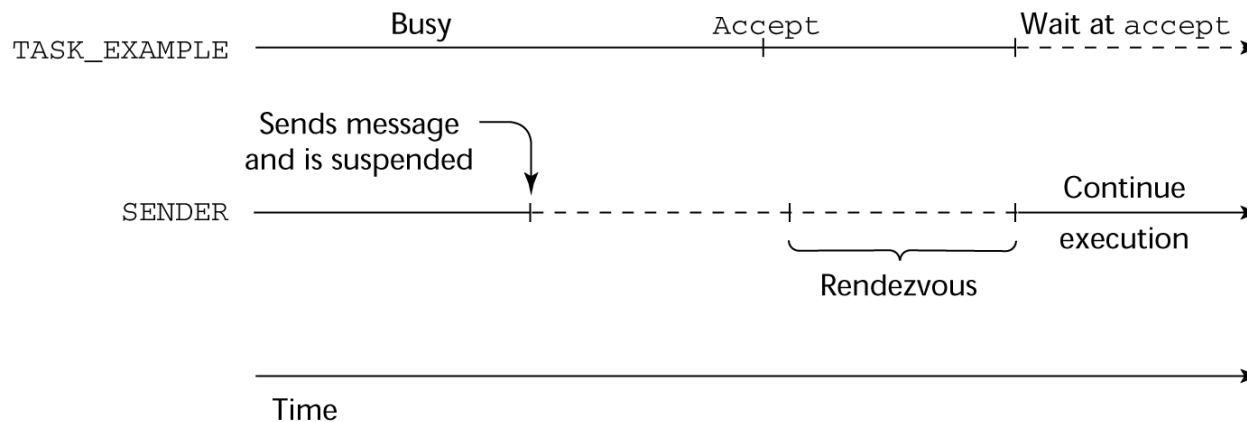 Busy
Accept
Wait at accept
TASK_EXAMPLE
Sends message
and is suspended
SENDER
Continue
execution
Rendezvous
Time